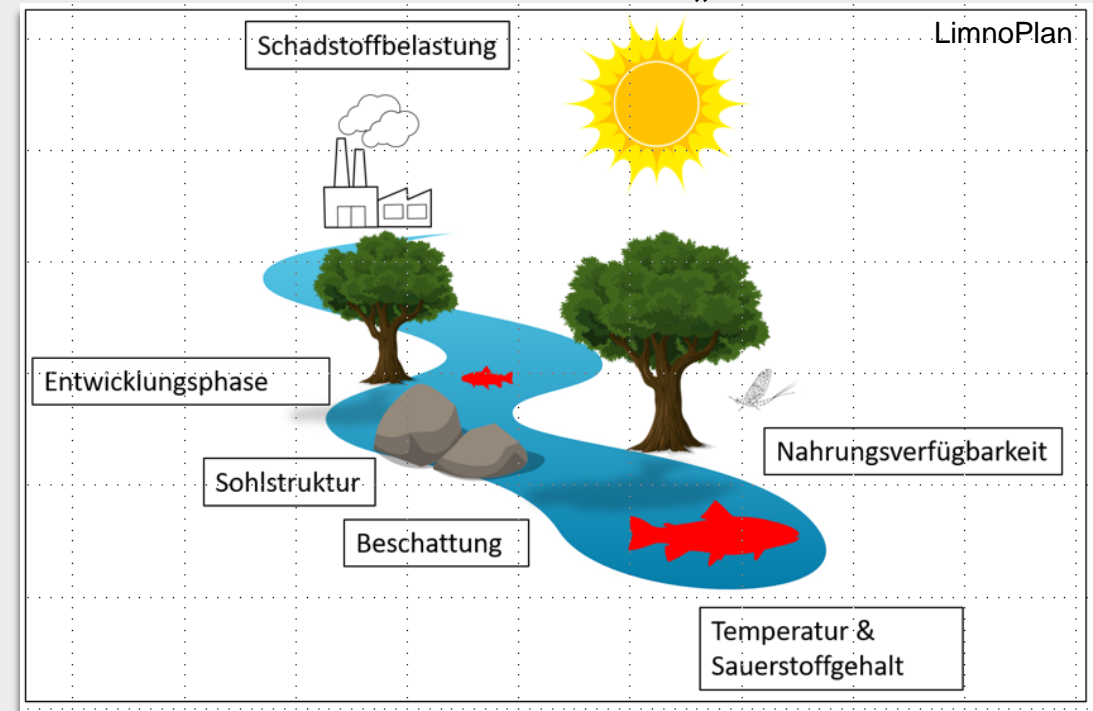 LimnoPlan
Schadstoffbelastung
Entwicklungsphase
Nahrungsverfügbarkeit
Sohlstruktur
Beschattung
Temperatur &
Sauerstoffgehalt